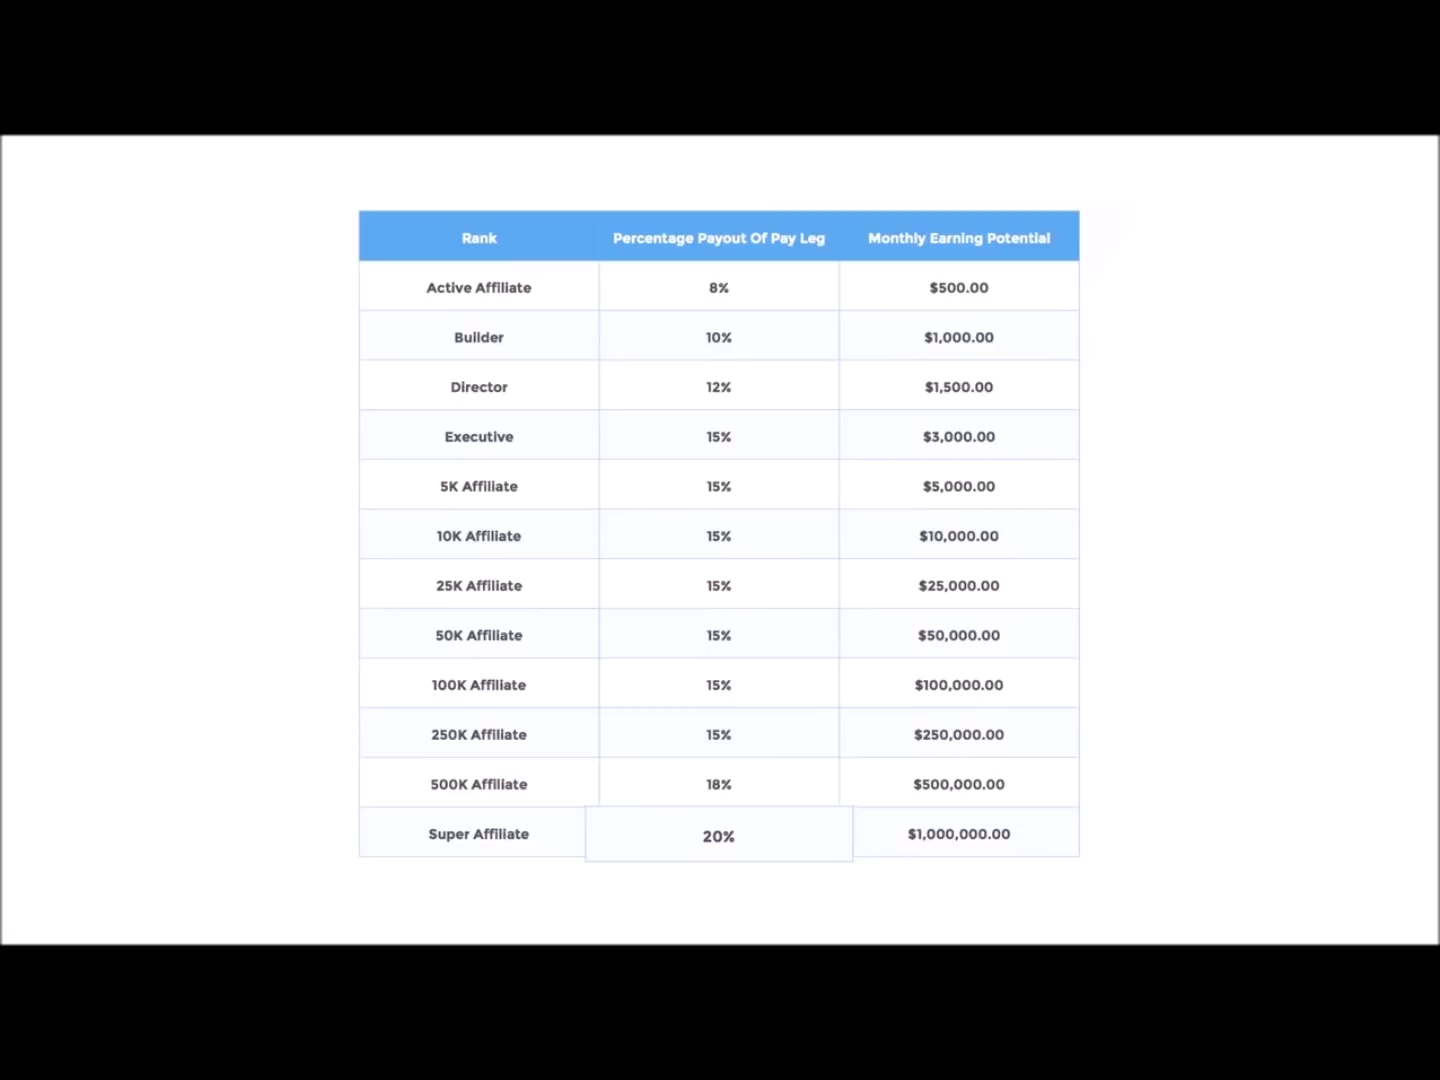 Rank Percentage Payout Of Pay Leg Monthly Earning Potential
Active Affiliate 8% $500.00
Builder 10% $1,000.00
Director 12% $1,500.00
Executive 15% $3,000.00
5K Affiliate 15% $5,000.00
10K Affiliate 15% $10,000.00
25K Affiliate 15% $25,000.00
50K Affiliate 15% $50,000.00
100K Affiliate 15% $100,000.00
250K Affiliate 15% $250,000.00
500K Affiliate 18% $500,000.00
Super Affiliate 20% $1,000,000.00